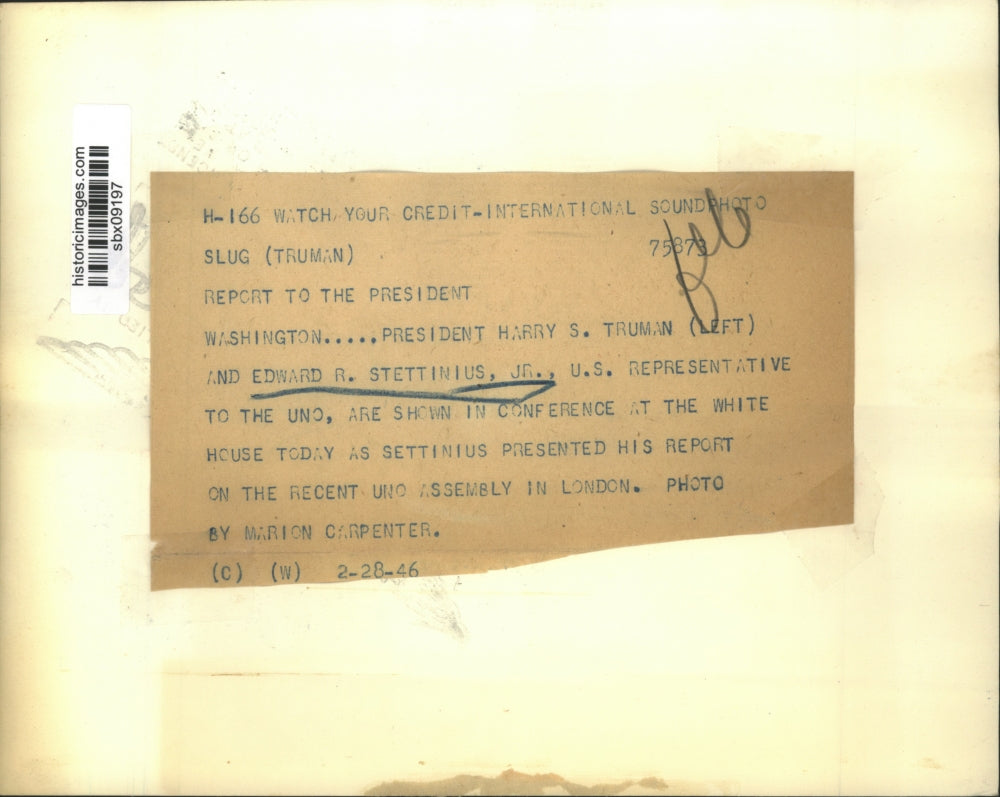 historicimages.com
sbx09197
H-166 WATCH YOUR CREDIT-INTERNATIONAL SOUNDPHOTO
SLUG (TRUMAN) 75873
REPORT TO THE PRESIDENT
WASHINGTON.....PRESIDENT HARRY S. TRUMAN (LEFT)
AND EDWARD R. STETTINIUS, JR., U.S. REPRESENTATIVE
TO THE UNO, ARE SHOWN IN CONFERENCE AT THE WHITE
HOUSE TODAY AS SETTINIUS PRESENTED HIS REPORT
ON THE RECENT UNO ASSEMBLY IN LONDON. PHOTO
BY MARION CARPENTER.
(C) (W) 2-28-46